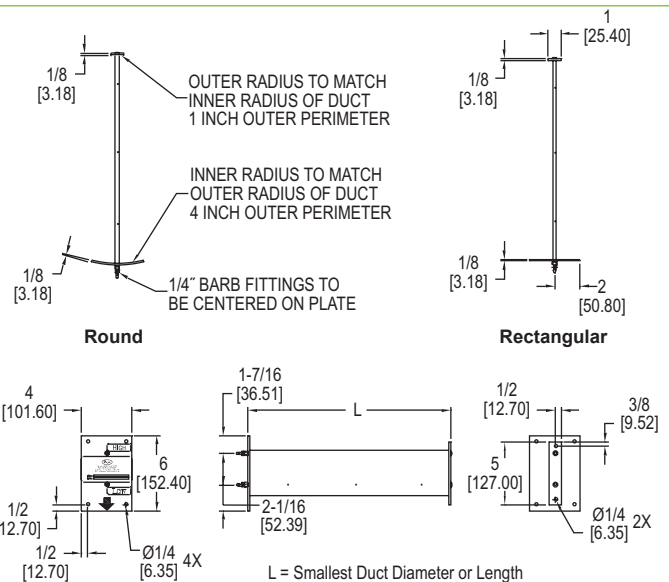 1
[25.40]
1/8
[3.18]
OUTER RADIUS TO MATCH
INNER RADIUS OF DUCT
1 INCH OUTER PERIMETER
1/8
[3.18]
INNER RADIUS TO MATCH
OUTER RADIUS OF DUCT
4 INCH OUTER PERIMETER
1/8
[3.18]
1/4˝ BARB FITTINGS TO
BE CENTERED ON PLATE
1/8
[3.18]
2
[50.80]
Round
Rectangular
4
[101.60]
HIGH
LOW
6
[152.40]
1/2
12.70]
1/2
[12.70]
Ø1/4
[6.35] 4X
1-7/16
[36.51]
L
2-1/16
[52.39]
1/2
[12.70]
3/8
[9.52]
5
[127.00]
Ø1/4
[6.35] 2X
L = Smallest Duct Diameter or Length